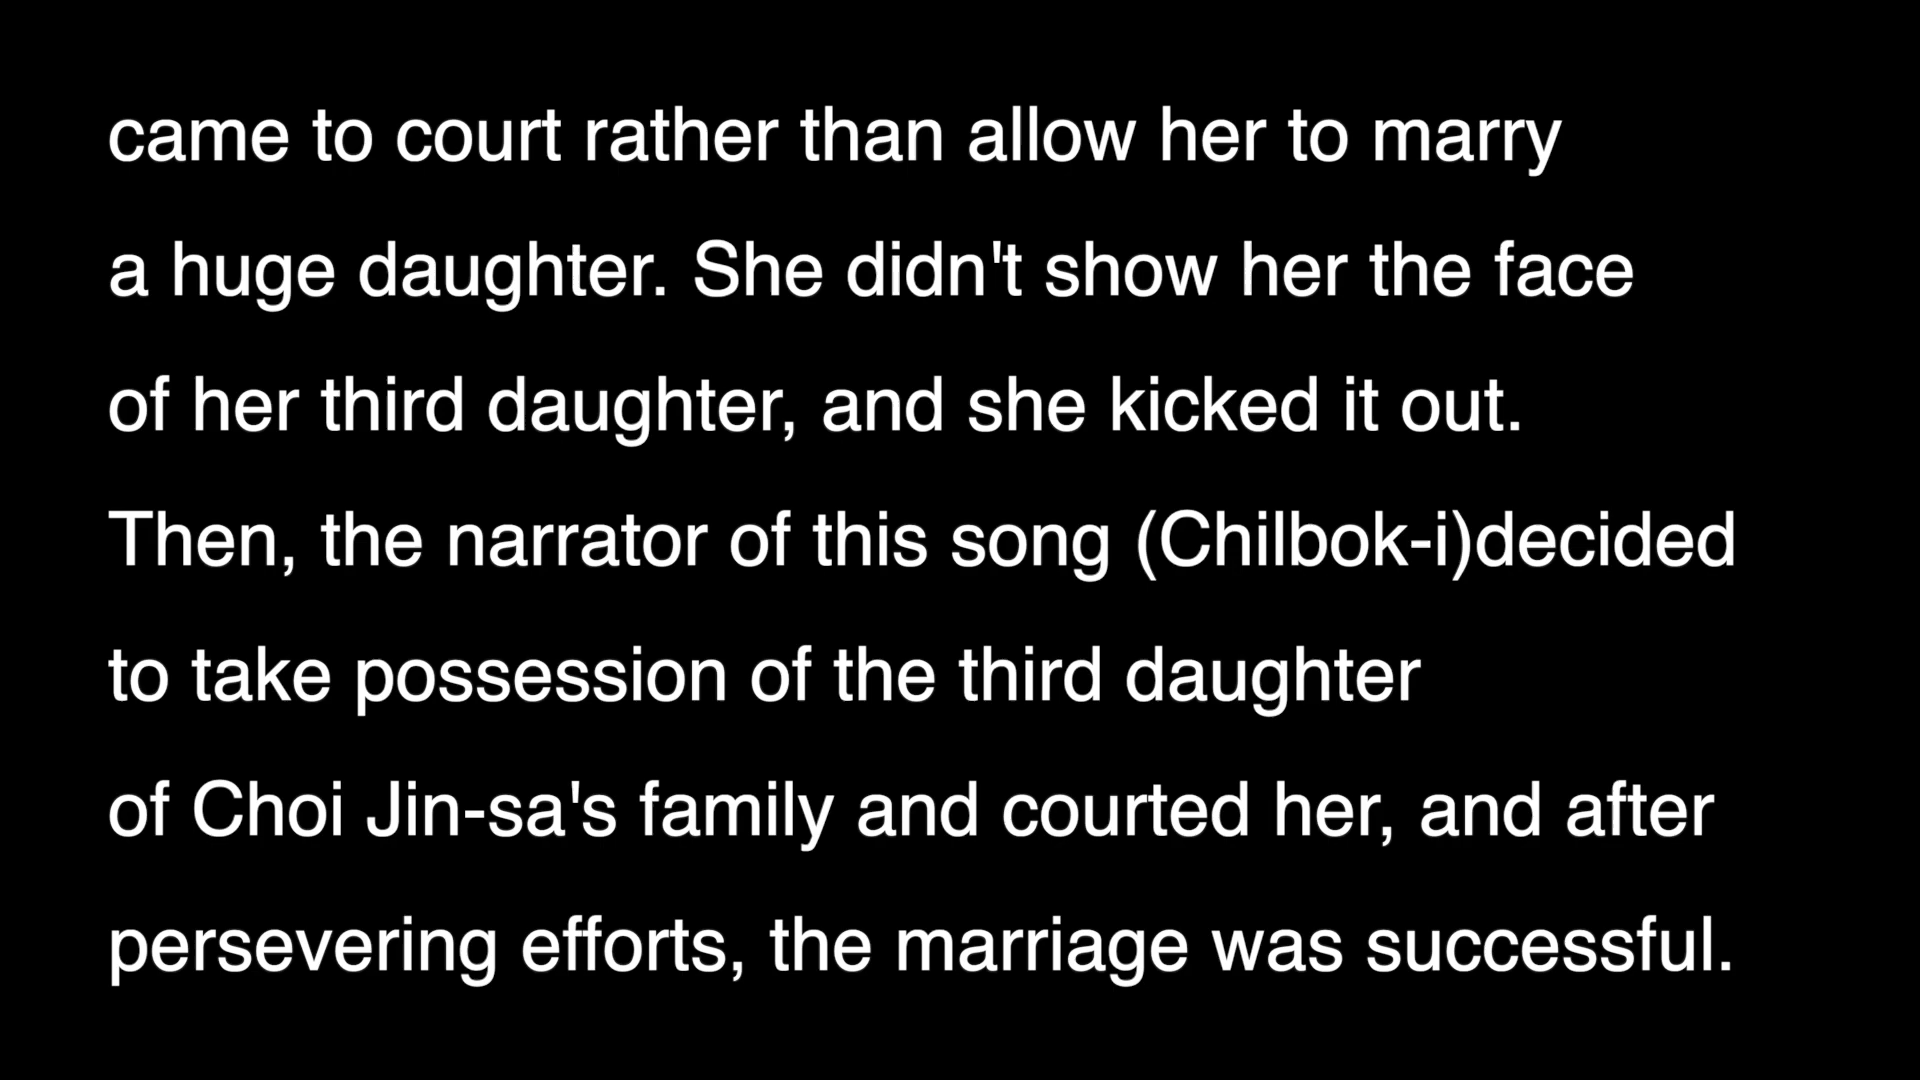 came to court rather than allow her to marry
a huge daughter. She didn't show her the face
of her third daughter, and she kicked it out.
Then, the narrator of this song (Chilbok-i)decided
to take possession of the third daughter
of Choi Jin-sa's family and courted her, and after
persevering efforts, the marriage was successful.